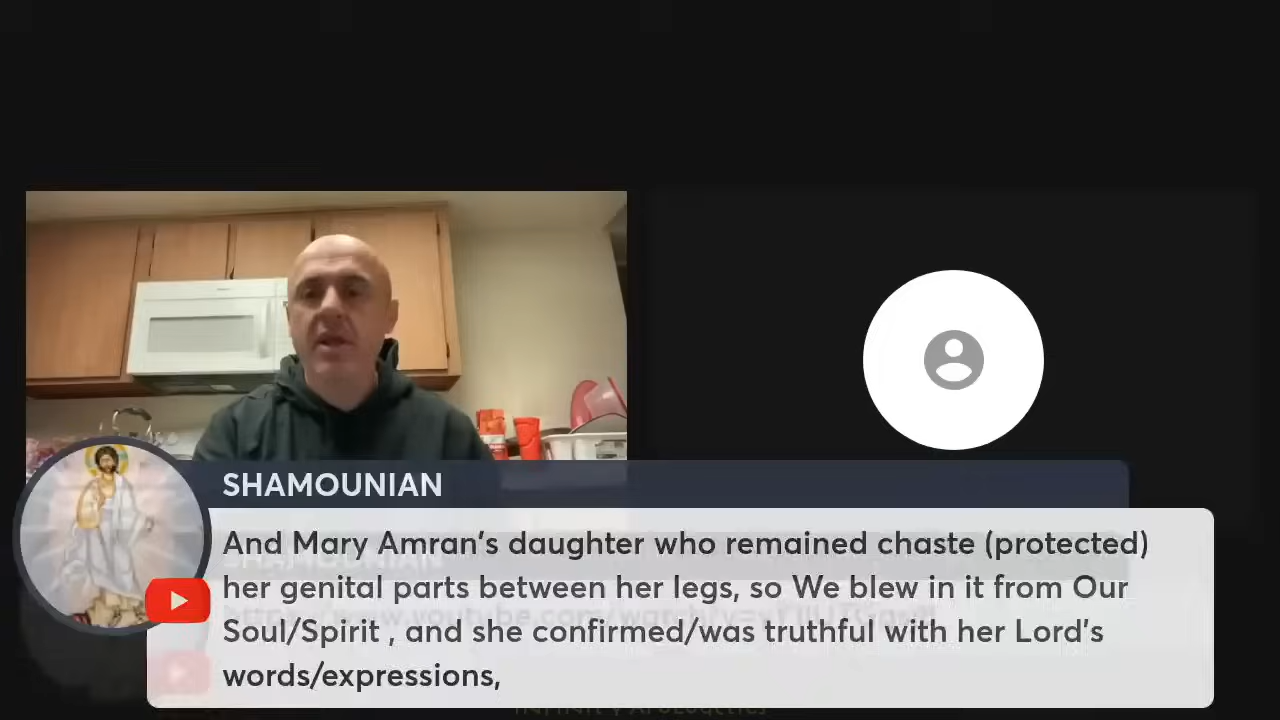 SHAMOUNIAN
And Mary Amran's daughter who remained chaste (protected)
her genital parts between her legs, so We blew in it from Our
Soul/Spirit , and she confirmed/was truthful with her Lord's
words/expressions,